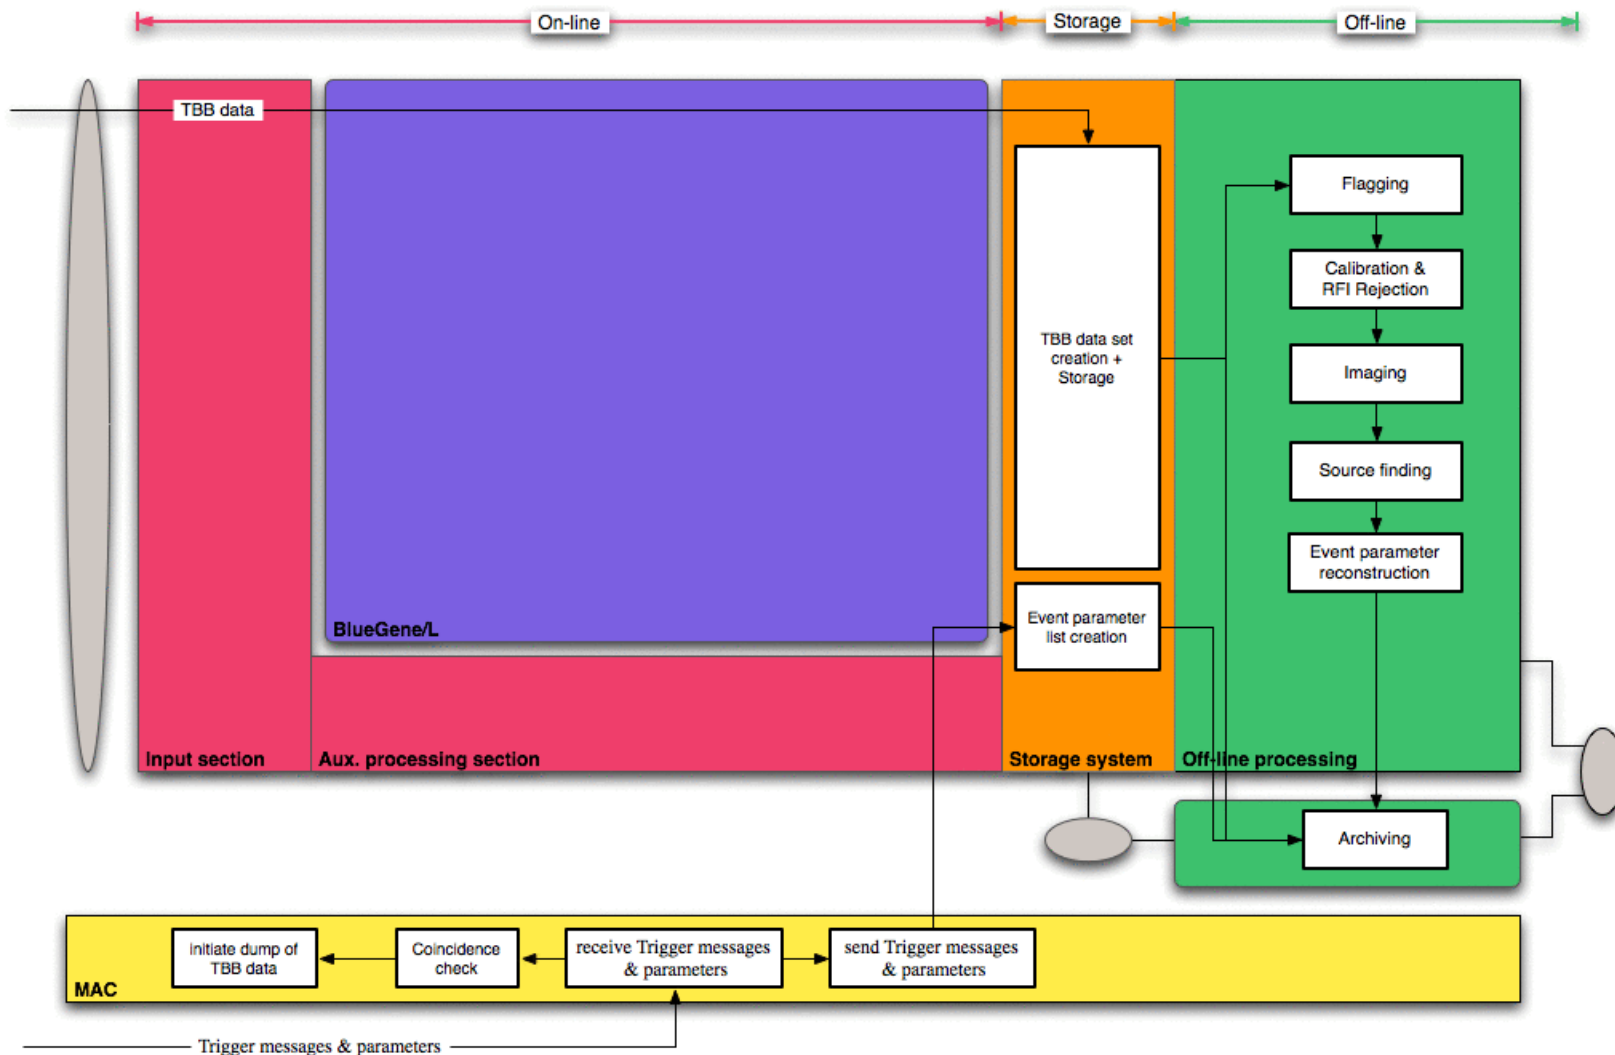 On-line
Storage
Off-line
TBB data
Flagging
Calibration &
RFI Rejection
TBB data set
creation +
Storage
Imaging
Source finding
Event parameter
reconstruction
Event parameter
list creation
BlueGene/L
Input section
Aux. processing section
Storage system
Off-line processing
Archiving
initiate dump of
TBB data
Coincidence
check
receive Trigger messages
& parameters
send Trigger messages
& parameters
MAC
Trigger messages & parameters